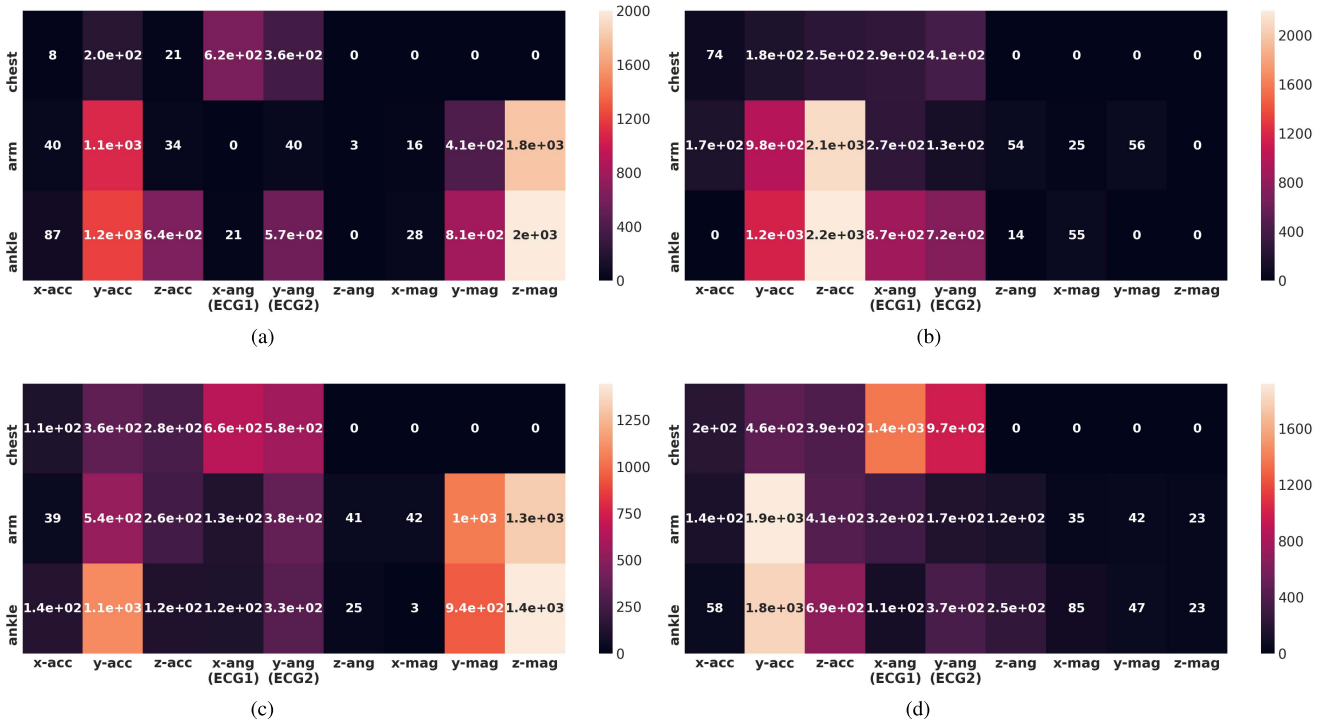 2000
1600
1200
800
400
0
chest 8 2.0e+02 21 6.2e+02 3.6e+02 0 0 0 0
arm 40 1.1e+03 34 0 40 3 16 4.1e+02 1.8e+03
ankle 87 1.2e+03 6.4e+02 21 5.7e+02 0 28 8.1e+02 2e+03
x-acc y-acc z-acc x-ang y-ang z-ang x-mag y-mag z-mag
(ECG1) (ECG2)
(a)
2000
1600
1200
800
400
0
chest 74 1.8e+02 2.5e+02 2.9e+02 4.1e+02 0 0 0 0
arm 1.7e+02 9.8e+02 2.1e+03 2.7e+02 1.3e+02 54 25 56 0
ankle 0 1.2e+03 2.2e+03 8.7e+02 7.2e+02 14 55 0 0
x-acc y-acc z-acc x-ang y-ang z-ang x-mag y-mag z-mag
(ECG1) (ECG2)
(b)
1250
1000
750
500
250
0
chest 1.1e+02 3.6e+02 2.8e+02 6.6e+02 5.8e+02 0 0 0 0
arm 39 5.4e+02 2.6e+02 1.3e+02 3.8e+02 41 42 1e+03 1.3e+03
ankle 1.4e+02 1.1e+03 1.2e+02 1.2e+02 3.3e+02 25 3 9.4e+02 1.4e+03
x-acc y-acc z-acc x-ang y-ang z-ang x-mag y-mag z-mag
(ECG1) (ECG2)
(c)
1600
1200
800
400
0
chest 2e+02 4.6e+02 3.9e+02 1.4e+03 9.7e+02 0 0 0 0
arm 1.4e+02 1.9e+03 4.1e+02 3.2e+02 1.7e+02 1.2e+02 35 42 23
ankle 58 1.8e+03 6.9e+02 1.1e+02 3.7e+02 2.5e+02 85 47 23
x-acc y-acc z-acc x-ang y-ang z-ang x-mag y-mag z-mag
(ECG1) (ECG2)
(d)